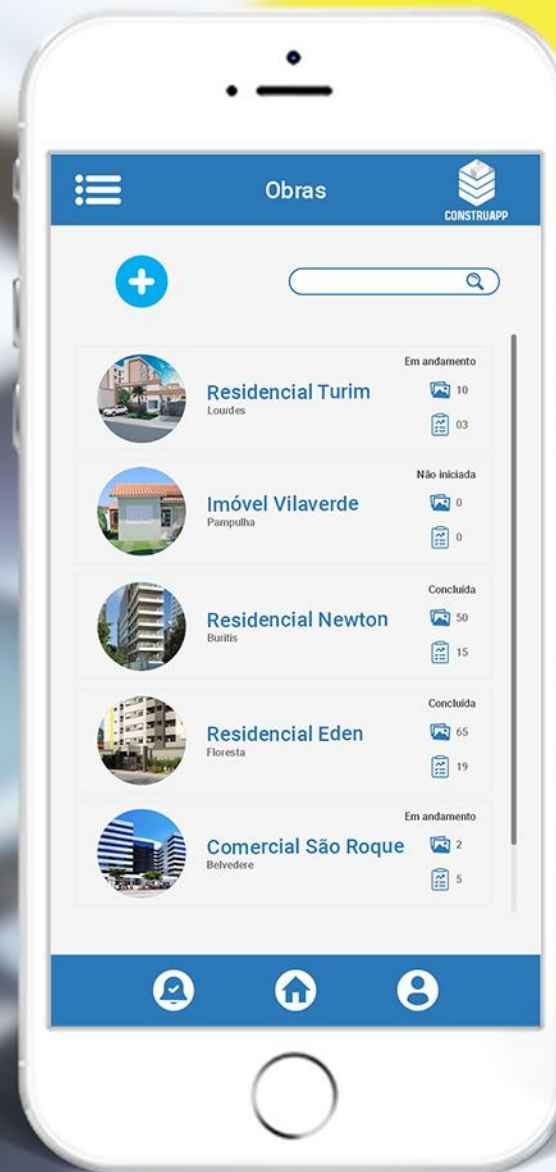 Obras
CONSTRUAPP
Em andamento
Residencial Turim
Lourdes
10
03
Não iniciada
Imóvel Vilaverde
Pampulha
0
0
Concluída
Residencial Newton
Buritis
50
15
Concluída
Residencial Eden
Floresta
65
19
Em andamento
Comercial São Roque
Belvedere
2
5